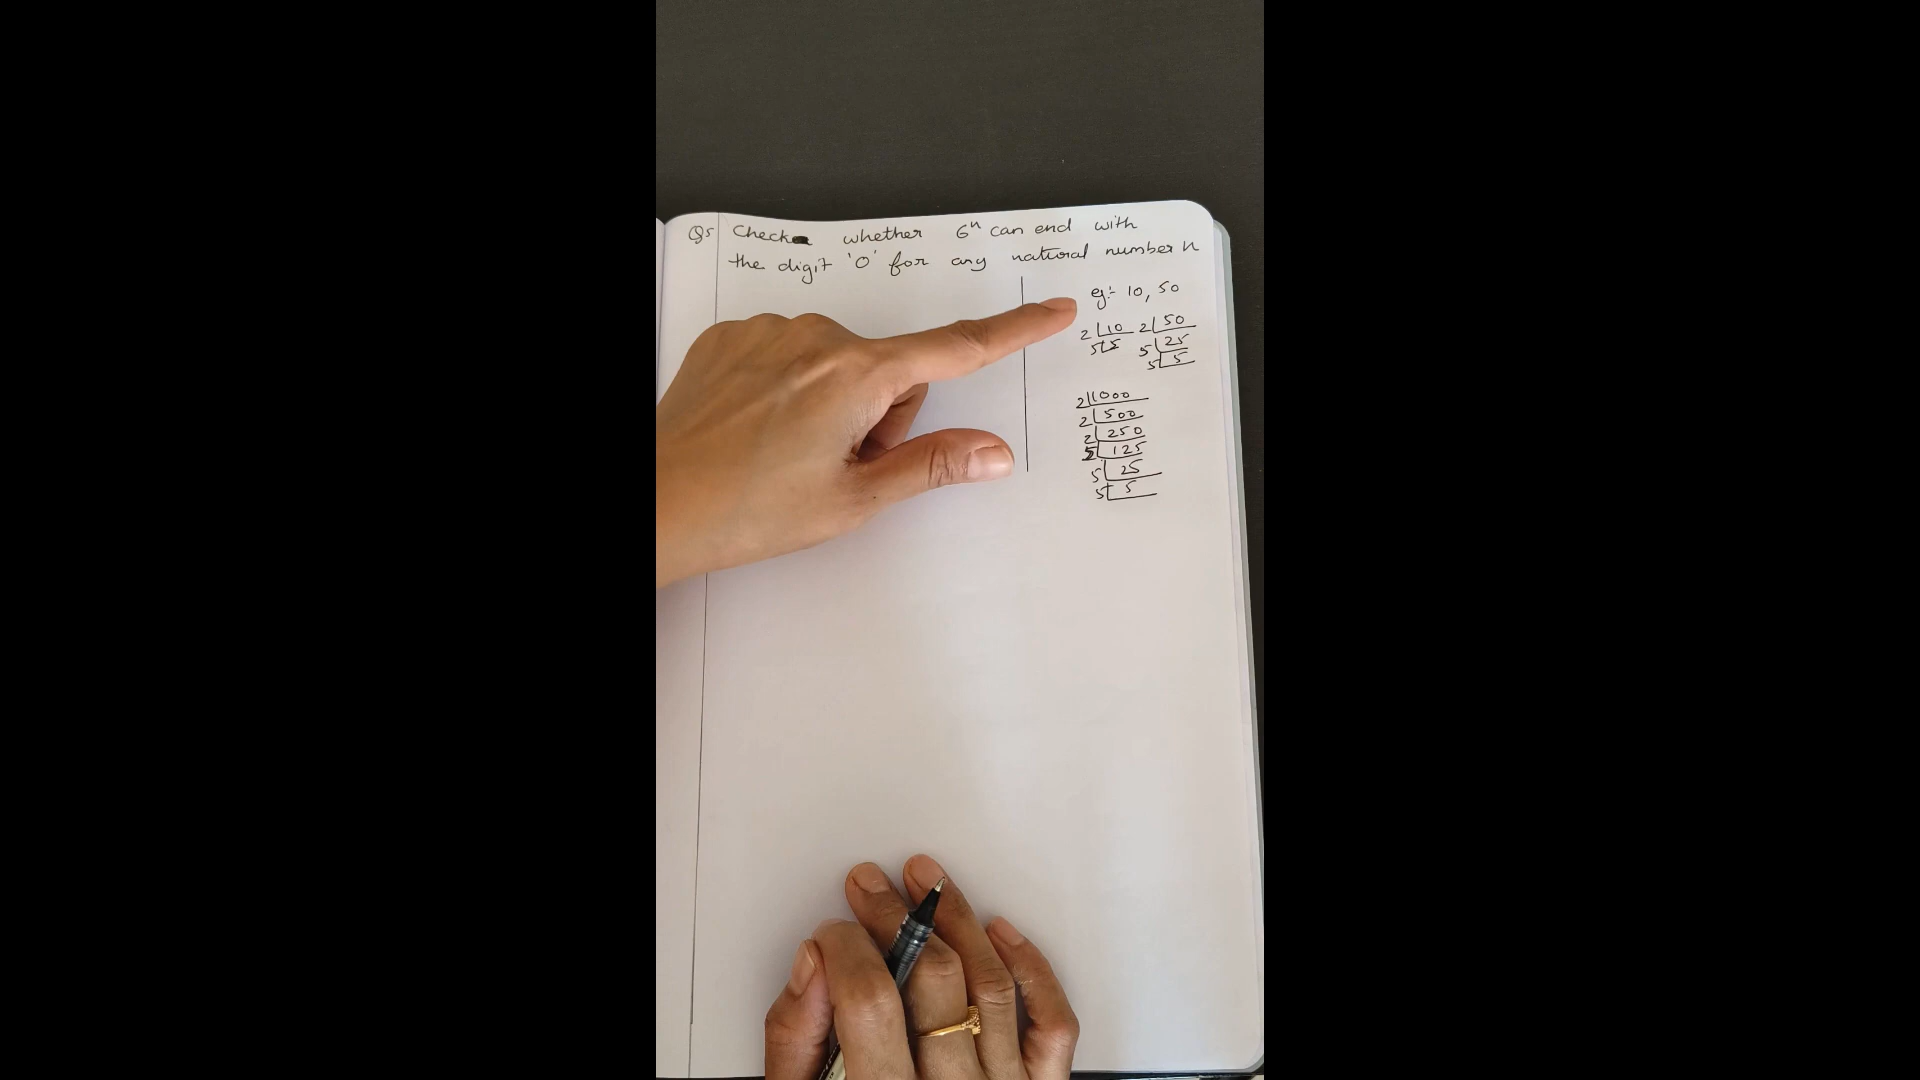 Q5 Check whether 6ⁿ can end with
the digit '0' for any natural number n
eg:- 10, 50
2 10 2 50
5 5 5 25
5 5
2 1000
2 500
2 250
5 125
5 25
5 5